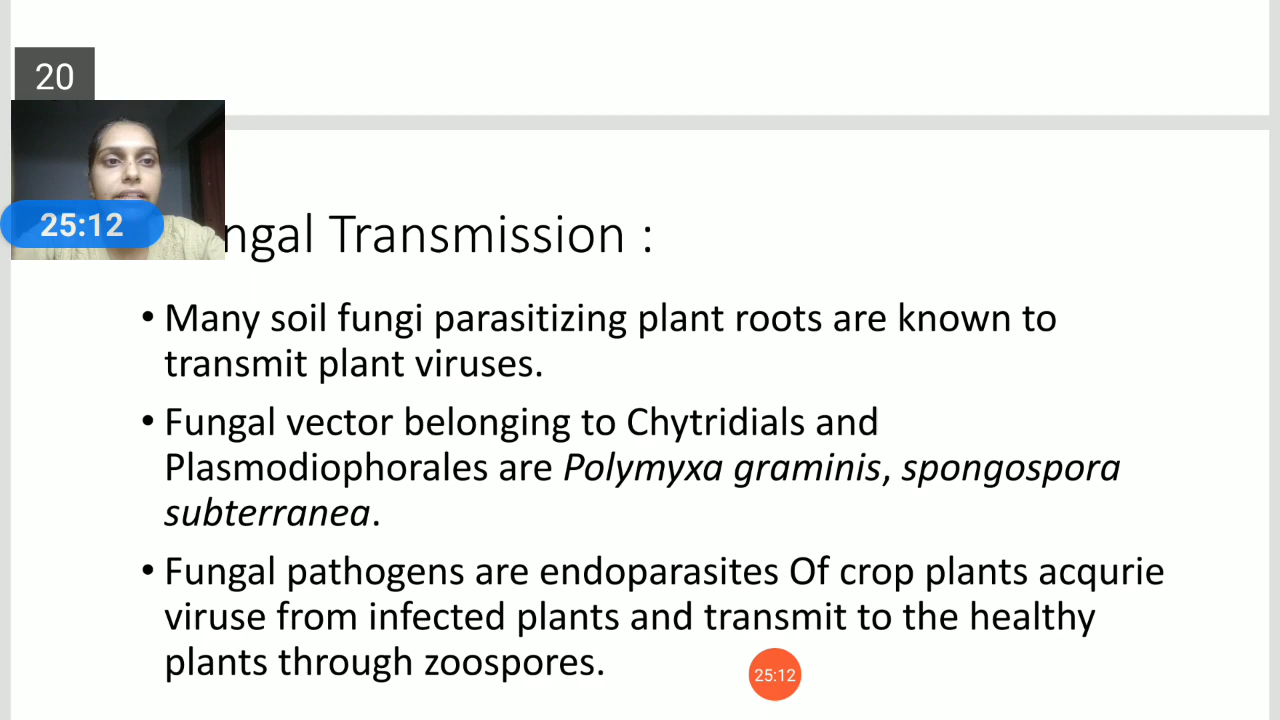 20
25:12
ngal Transmission :
• Many soil fungi parasitizing plant roots are known to
transmit plant viruses.
• Fungal vector belonging to Chytridials and
Plasmodiophorales are Polymyxa graminis, spongospora
subterranea.
• Fungal pathogens are endoparasites Of crop plants acqurie
viruse from infected plants and transmit to the healthy
plants through zoospores.
25:12